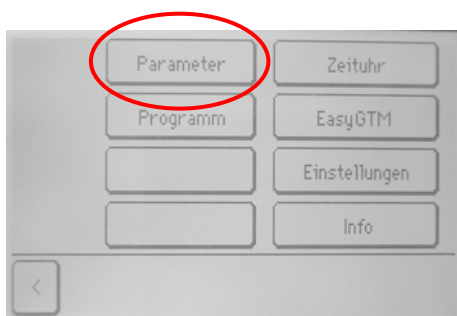 Parameter
Zeituhr
Programm
EasyGTM
Einstellungen
Info
<